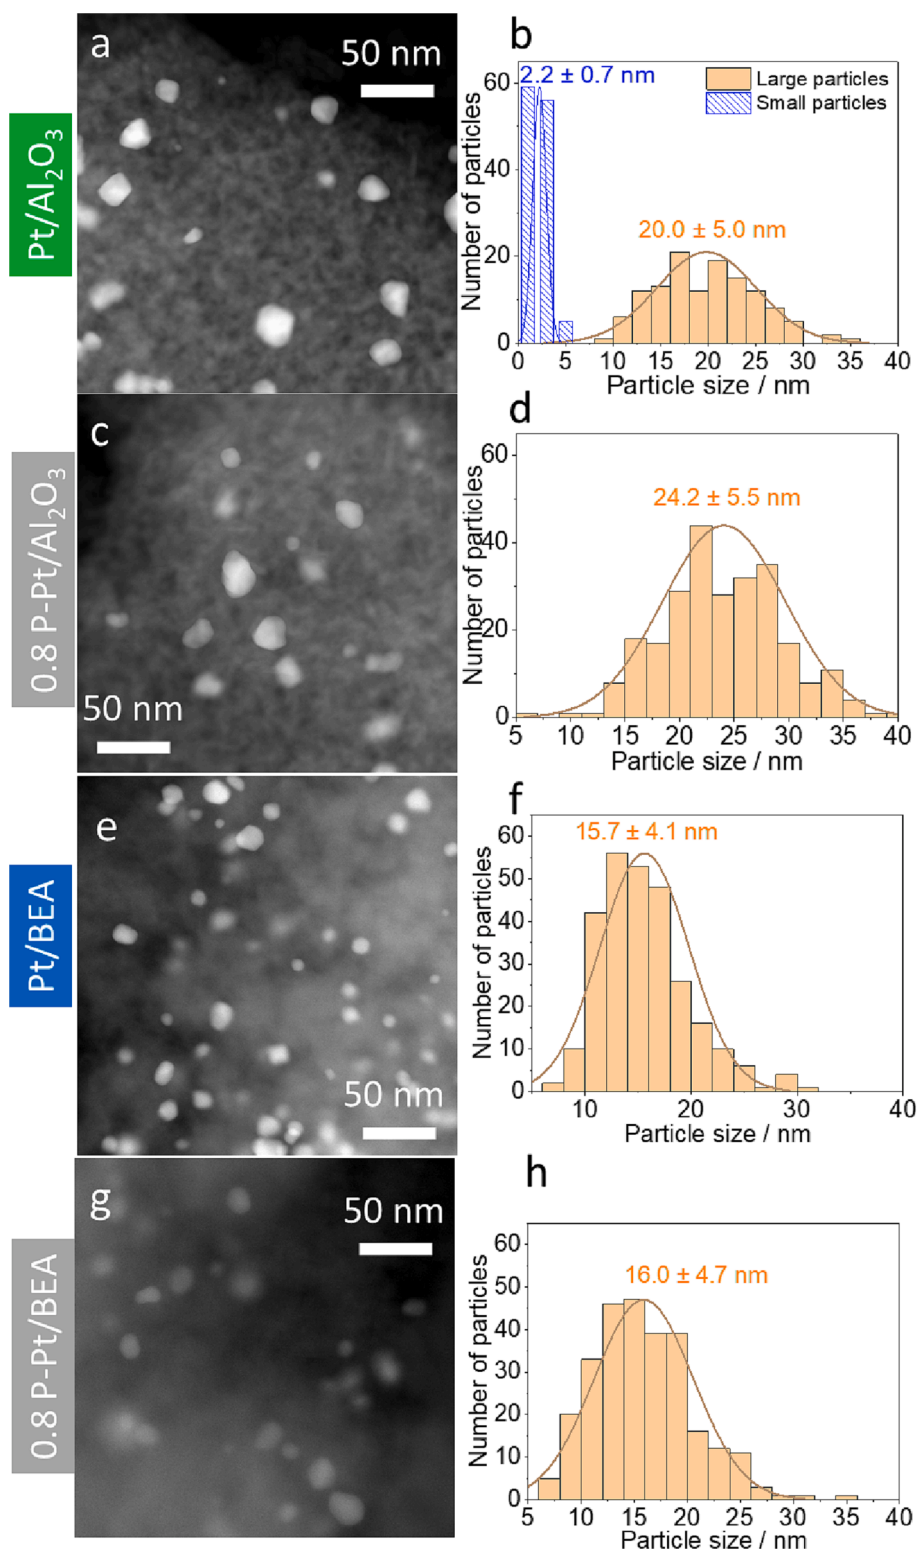 a
50 nm
Pt/Al₂O₃
b
2.2 ± 0.7 nm
Large particles
Small particles
20.0 ± 5.0 nm
Number of particles
60
40
20
0
0 5 10 15 20 25 30 35 40
Particle size / nm
c
50 nm
0.8 P-Pt/Al₂O₃
d
24.2 ± 5.5 nm
Number of particles
60
40
20
0
5 10 15 20 25 30 35 40
Particle size / nm
e
50 nm
Pt/BEA
f
15.7 ± 4.1 nm
Number of particles
60
50
40
30
20
10
0
10 20 30 40
Particle size / nm
g
50 nm
0.8 P-Pt/BEA
h
16.0 ± 4.7 nm
Number of particles
60
50
40
30
20
10
0
5 10 15 20 25 30 35 40
Particle size / nm